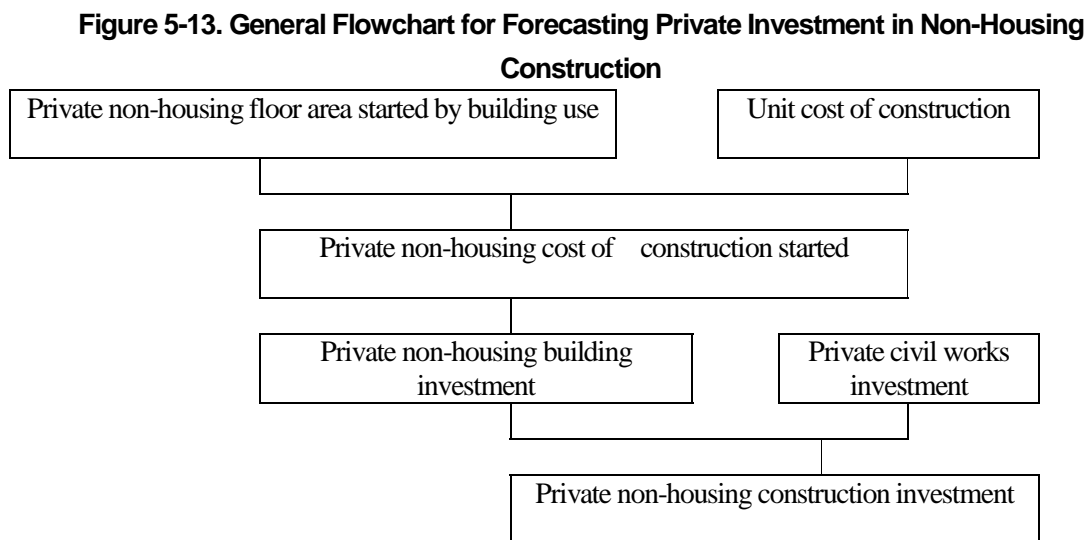 Figure 5-13. General Flowchart for Forecasting Private Investment in Non-Housing
Construction
Private non-housing floor area started by building use
Unit cost of construction
Private non-housing cost of construction started
Private non-housing building
investment
Private civil works
investment
Private non-housing construction investment